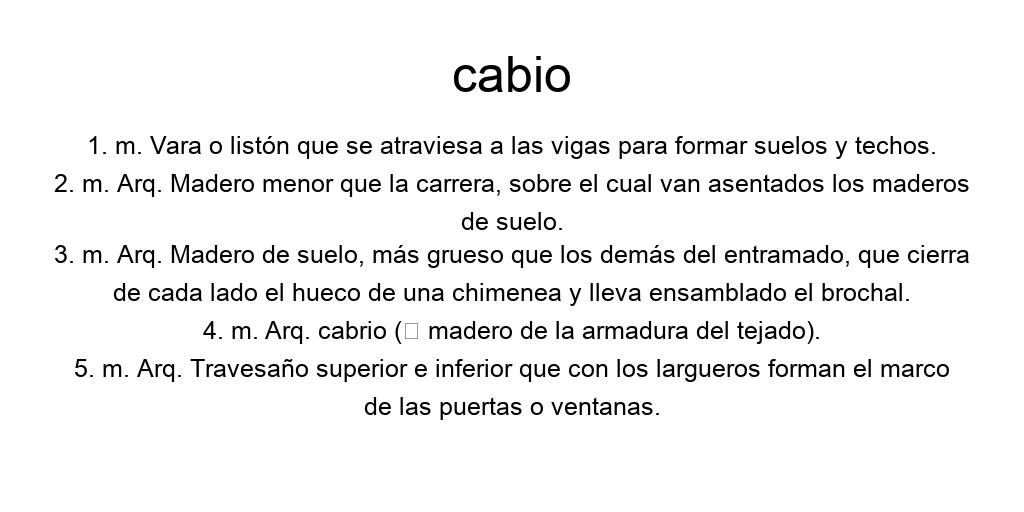 cabio
1. m. Vara o listón que se atraviesa a las vigas para formar suelos y techos.
2. m. Arq. Madero menor que la carrera, sobre el cual van asentados los maderos
de suelo.
3. m. Arq. Madero de suelo, más grueso que los demás del entramado, que cierra
de cada lado el hueco de una chimenea y lleva ensamblado el brochal.
4. m. Arq. cabrio (□ madero de la armadura del tejado).
5. m. Arq. Travesaño superior e inferior que con los largueros forman el marco
de las puertas o ventanas.